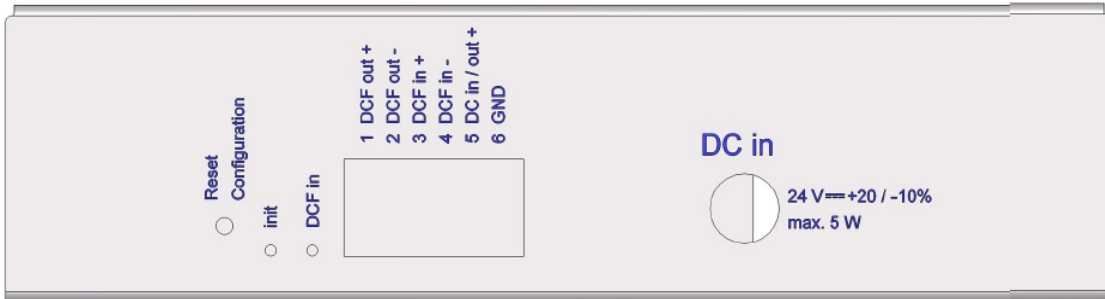 Reset
Configuration
init
DCF in
1 DCF out +
2 DCF out -
3 DCF in +
4 DCF in -
5 DC in / out +
6 GND
DC in
24 V⎓+20 / -10%
max. 5 W